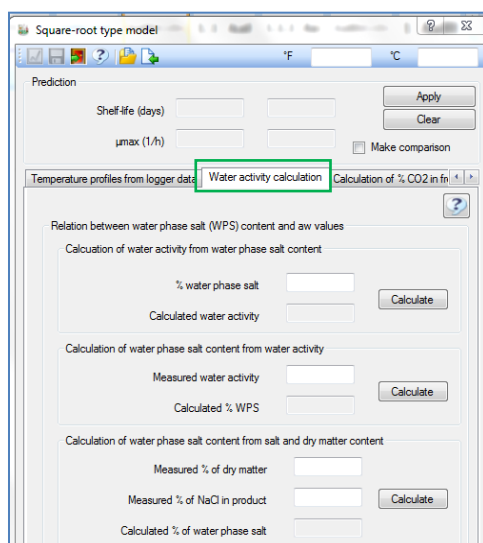 Square-root type model
°F °C
Prediction
Shelf-life (days)
Apply
Clear
µmax (1/h)
Make comparison
Temperature profiles from logger data Water activity calculation Calculation of % CO2 in fr
Relation between water phase salt (WPS) content and aw values
Calcuation of water activity from water phase salt content
% water phase salt
Calculate
Calculated water activity
Calculation of water phase salt content from water activity
Measured water activity
Calculate
Calculated % WPS
Calculation of water phase salt content from salt and dry matter content
Measured % of dry matter
Measured % of NaCl in product Calculate
Calculated % of water phase salt